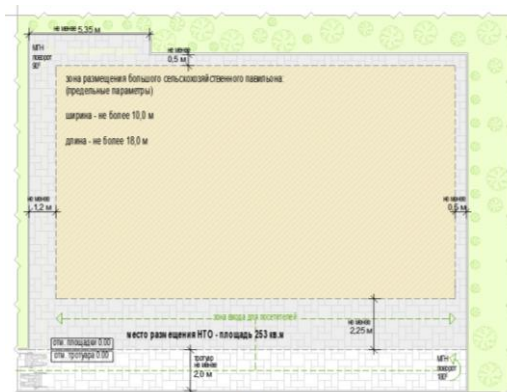 не менее
5,35 м
МГН
поворот
90°
не менее
0,5 м
зона размещения большого сельскохозяйственного павильона:
(предельные параметры)
ширина - не более 10,0 м
длина - не более 18,0 м
не менее
1,2 м
не менее
0,5 м
зона входа для посетителей
место размещения НТО - площадь 253 кв.м
не менее
2,25 м
отм. площадки 0.00
отм. тротуара 0.00
тротуар
не менее
2,0 м
МГН
поворот
180°